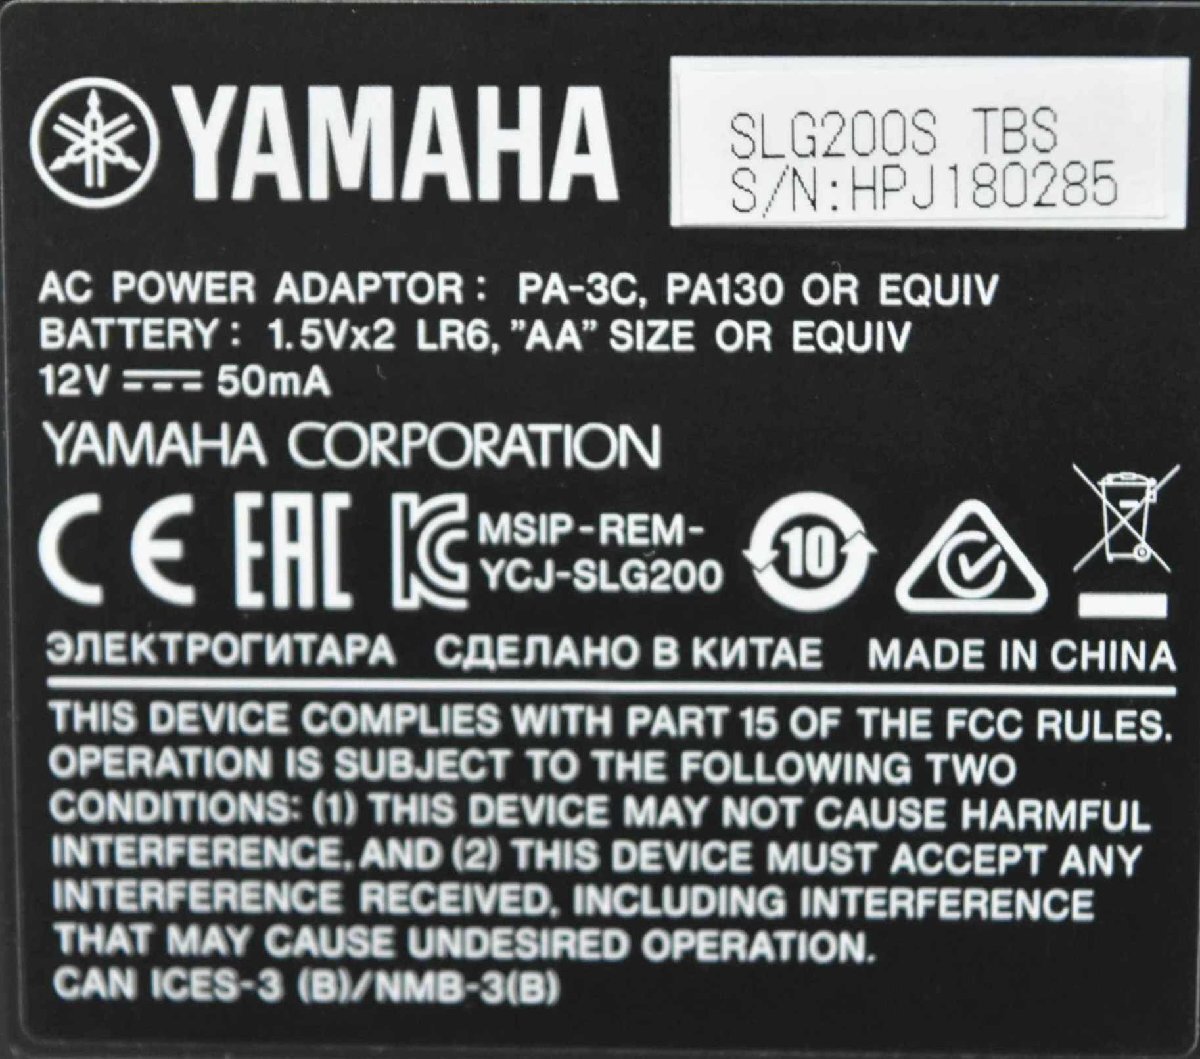 YAMAHA
SLG200S TBS
S/N:HPJ180285
AC POWER ADAPTOR : PA-3C, PA130 OR EQUIV
BATTERY : 1.5Vx2 LR6, ”AA” SIZE OR EQUIV
12V ⎓ 50mA
YAMAHA CORPORATION
CE EAC KC MSIP-REM-
YCJ-SLG200
10
ЭЛЕКТРОГИТАРА СДЕЛАНО В КИТАЕ MADE IN CHINA
THIS DEVICE COMPLIES WITH PART 15 OF THE FCC RULES.
OPERATION IS SUBJECT TO THE FOLLOWING TWO
CONDITIONS: (1) THIS DEVICE MAY NOT CAUSE HARMFUL
INTERFERENCE, AND (2) THIS DEVICE MUST ACCEPT ANY
INTERFERENCE RECEIVED, INCLUDING INTERFERENCE
THAT MAY CAUSE UNDESIRED OPERATION.
CAN ICES-3 (B)/NMB-3(B)